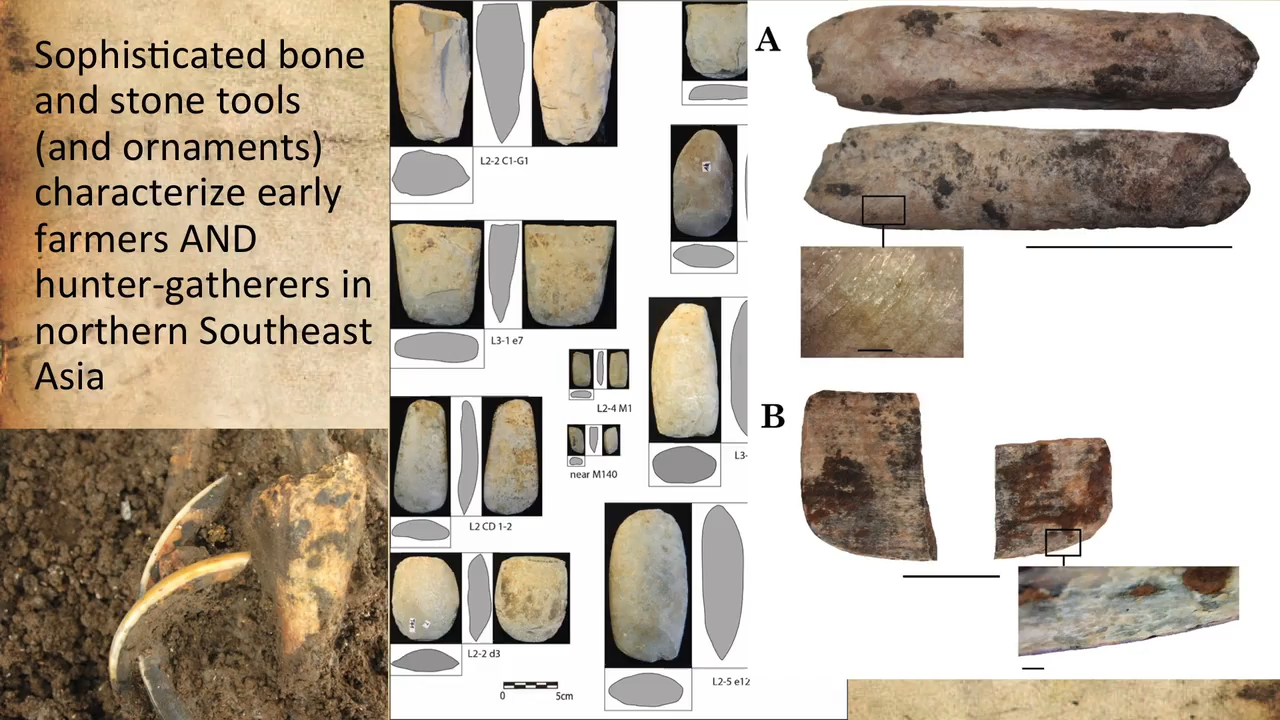 Sophisticated bone
and stone tools
(and ornaments)
characterize early
farmers AND
hunter-gatherers in
northern Southeast
Asia
L2-2 C1-G1
L3-1 e7
L2-4 M1
near M140
L3-
L2 CD 1-2
L2-2 d3
L2-5 e12
0 5cm
A
B